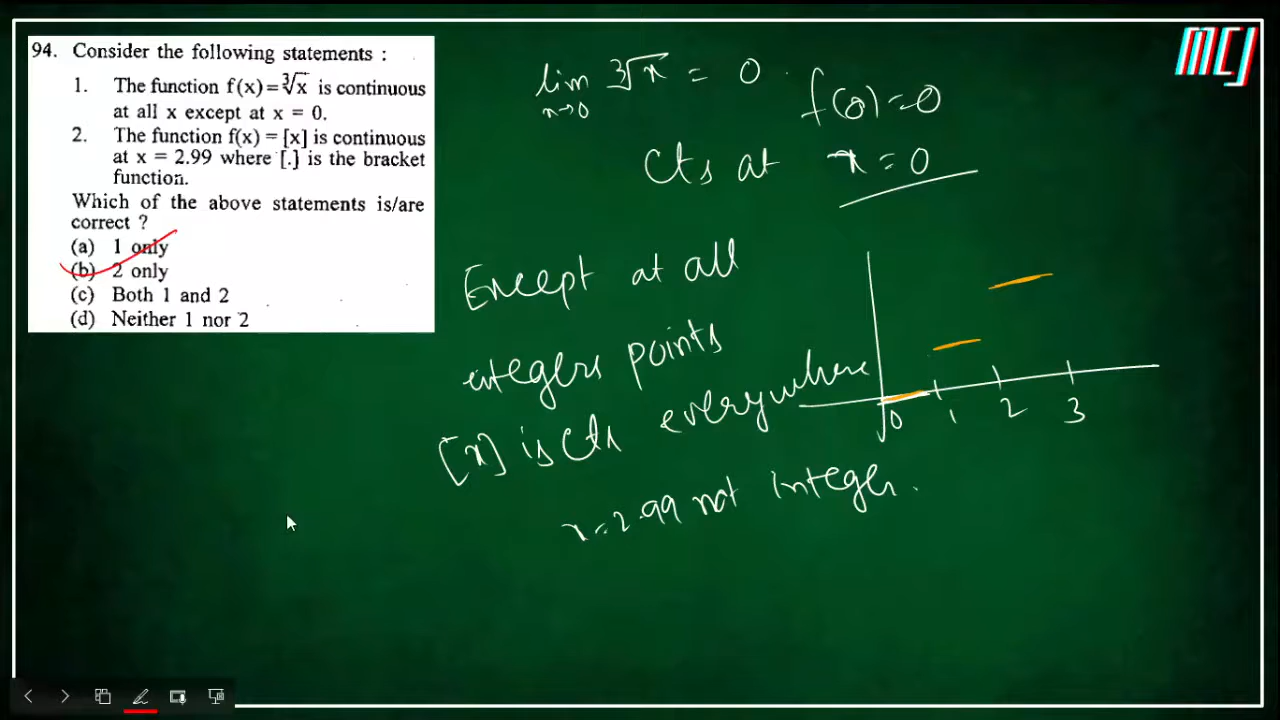 94. Consider the following statements :
1. The function f(x) = ∛x is continuous
at all x except at x = 0.
2. The function f(x) = [x] is continuous
at x = 2.99 where [.] is the bracket
function.
Which of the above statements is/are
correct ?
(a) 1 only
(b) 2 only
(c) Both 1 and 2
(d) Neither 1 nor 2
MCJ
lim ∛x = 0
x→0
f(0)=0
Cts at x = 0
Except at all
integers points
[x] is Cts everywhere
x=2.99 not integer.
0 1 2 3